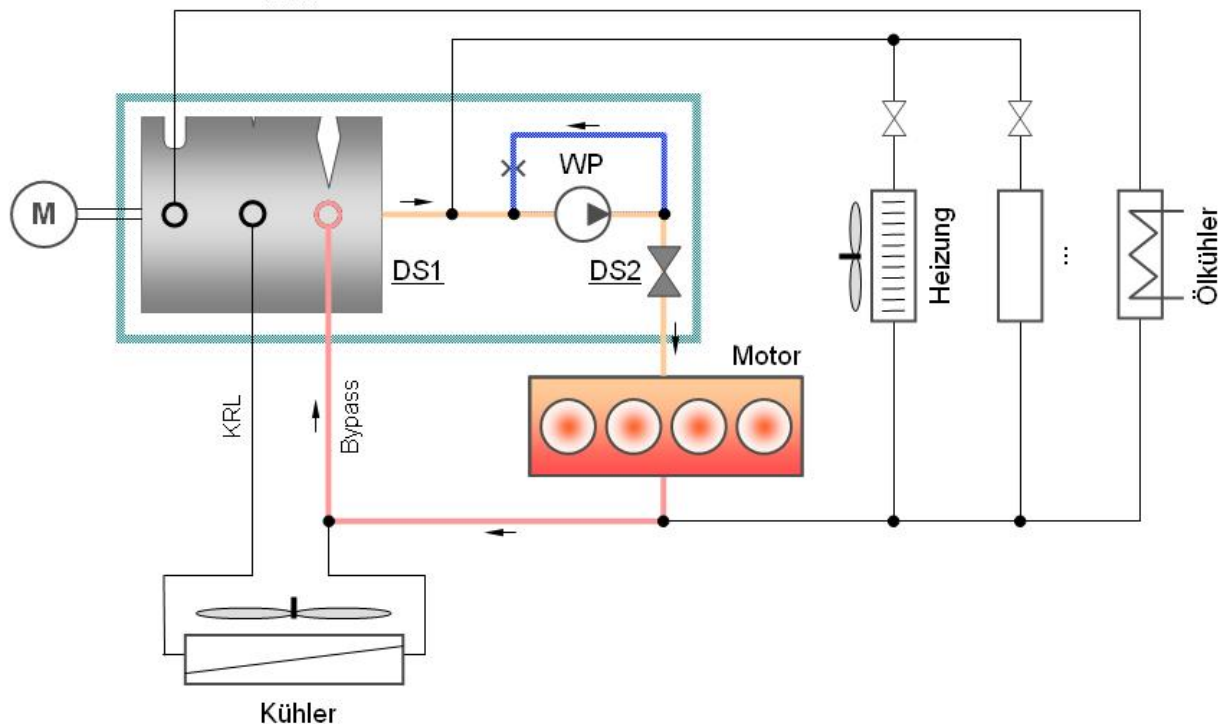 WP
M
DS1
DS2
Heizung
...
Ölkühler
Motor
KRL
Bypass
Kühler